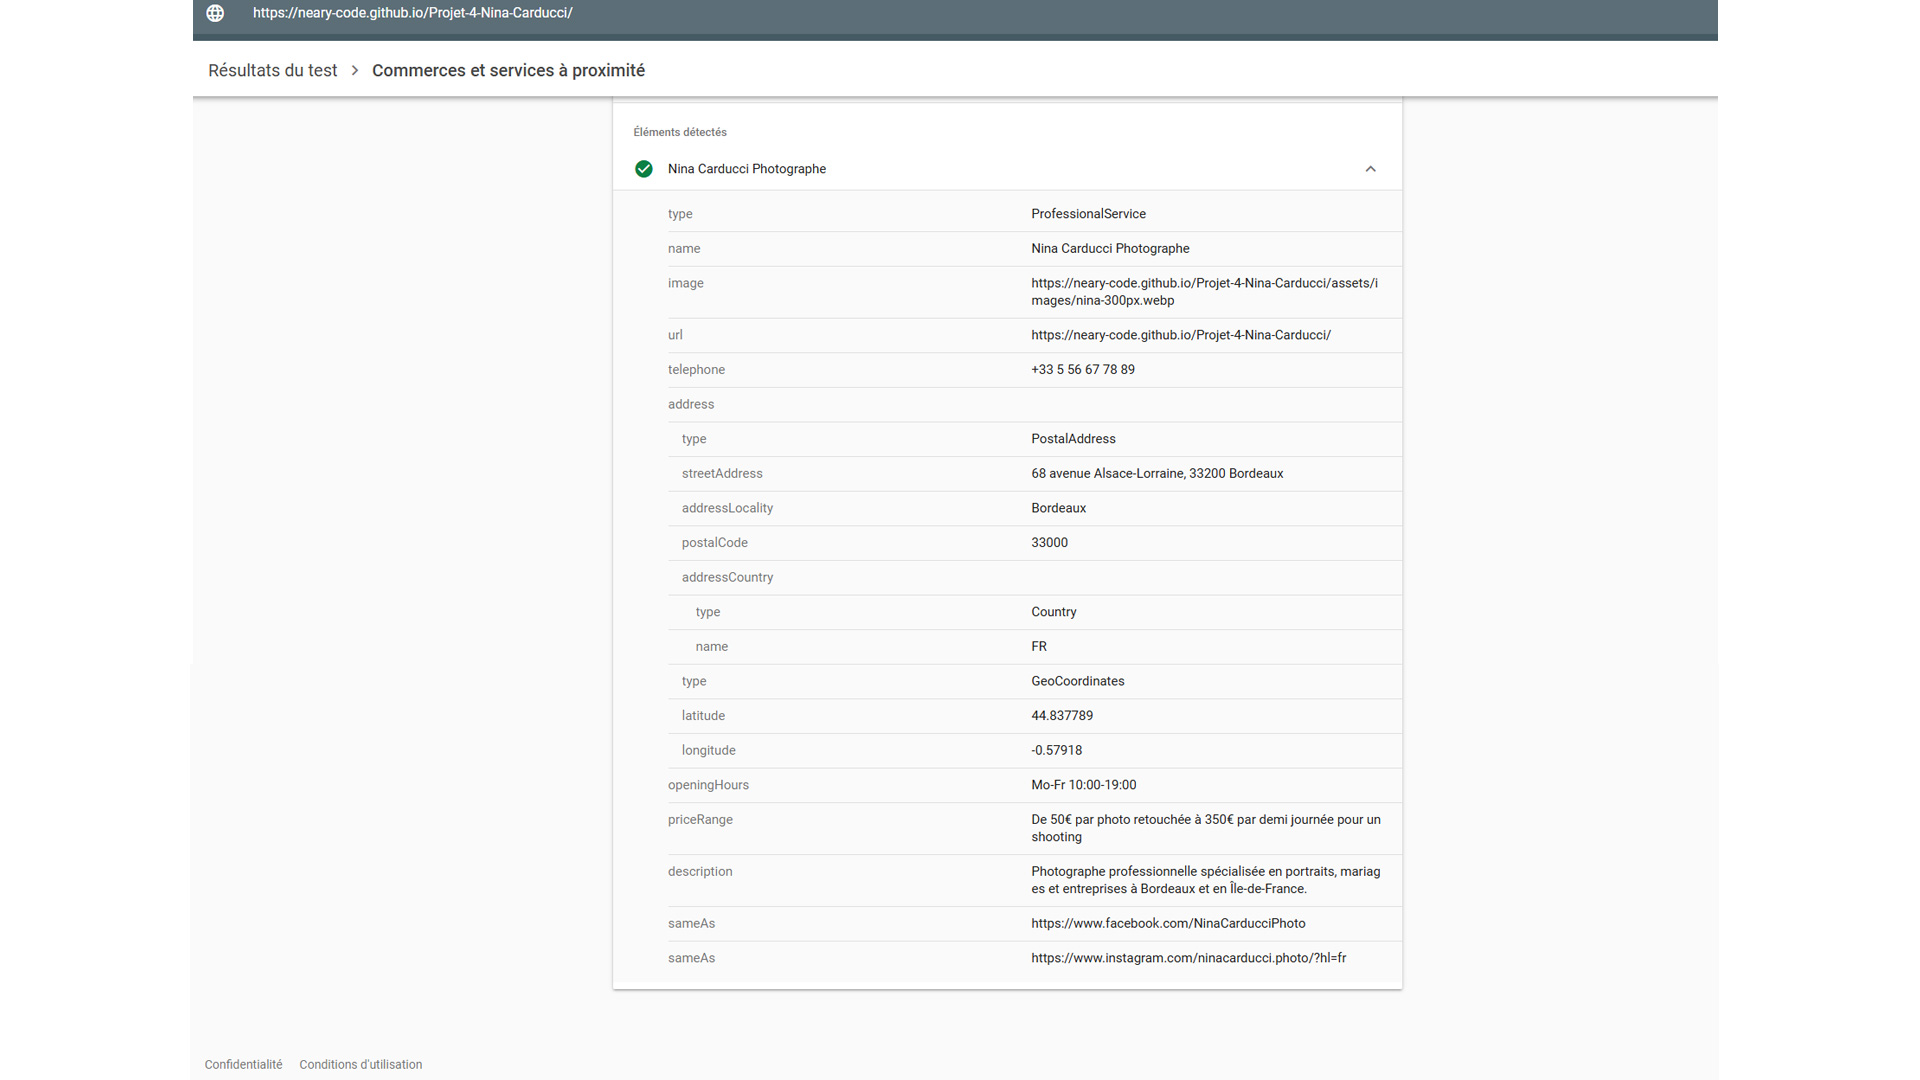 https://neary-code.github.io/Projet-4-Nina-Carducci/
Résultats du test > Commerces et services à proximité
Éléments détectés
Nina Carducci Photographe
type ProfessionalService
name Nina Carducci Photographe
image https://neary-code.github.io/Projet-4-Nina-Carducci/assets/i
mages/nina-300px.webp
url https://neary-code.github.io/Projet-4-Nina-Carducci/
telephone +33 5 56 67 78 89
address
type PostalAddress
streetAddress 68 avenue Alsace-Lorraine, 33200 Bordeaux
addressLocality Bordeaux
postalCode 33000
addressCountry
type Country
name FR
type GeoCoordinates
latitude 44.837789
longitude -0.57918
openingHours Mo-Fr 10:00-19:00
priceRange De 50€ par photo retouchée à 350€ par demi journée pour un
shooting
description Photographe professionnelle spécialisée en portraits, mariag
es et entreprises à Bordeaux et en Île-de-France.
sameAs https://www.facebook.com/NinaCarducciPhoto
sameAs https://www.instagram.com/ninacarducci.photo/?hl=fr
Confidentialité Conditions d'utilisation